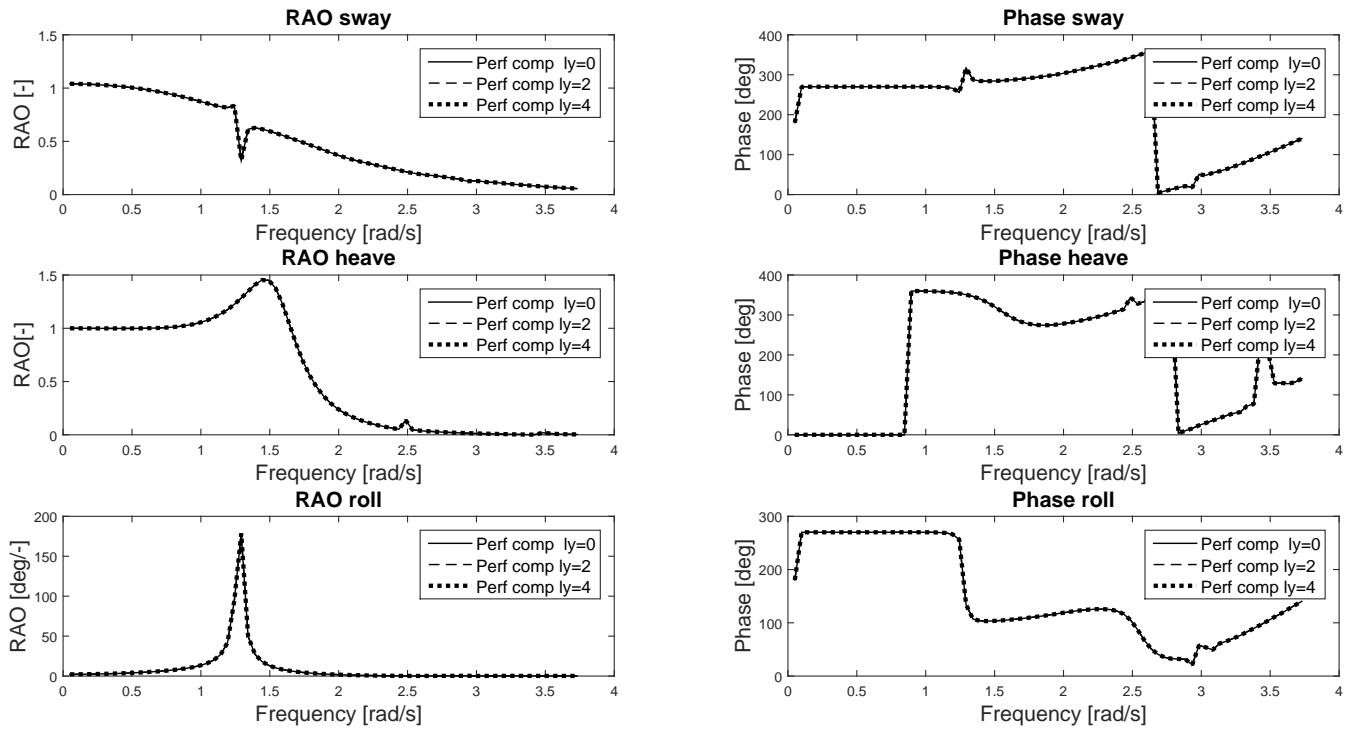 RAO sway
RAO [-]
1.5
1
0.5
0
Perf comp ly=0
Perf comp ly=2
Perf comp ly=4
0 0.5 1 1.5 2 2.5 3 3.5 4
Frequency [rad/s]
Phase sway
Phase [deg]
400
300
200
100
0
Perf comp ly=0
Perf comp ly=2
Perf comp ly=4
0 0.5 1 1.5 2 2.5 3 3.5 4
Frequency [rad/s]
RAO heave
RAO[-]
1.5
1
0.5
0
Perf comp ly=0
Perf comp ly=2
Perf comp ly=4
0 0.5 1 1.5 2 2.5 3 3.5 4
Frequency [rad/s]
Phase heave
Phase [deg]
400
300
200
100
0
Perf comp ly=0
Perf comp ly=2
Perf comp ly=4
0 0.5 1 1.5 2 2.5 3 3.5 4
Frequency [rad/s]
RAO roll
RAO [deg/-]
200
150
100
50
0
Perf comp ly=0
Perf comp ly=2
Perf comp ly=4
0 0.5 1 1.5 2 2.5 3 3.5 4
Frequency [rad/s]
Phase roll
Phase [deg]
300
200
100
0
Perf comp ly=0
Perf comp ly=2
Perf comp ly=4
0 0.5 1 1.5 2 2.5 3 3.5 4
Frequency [rad/s]